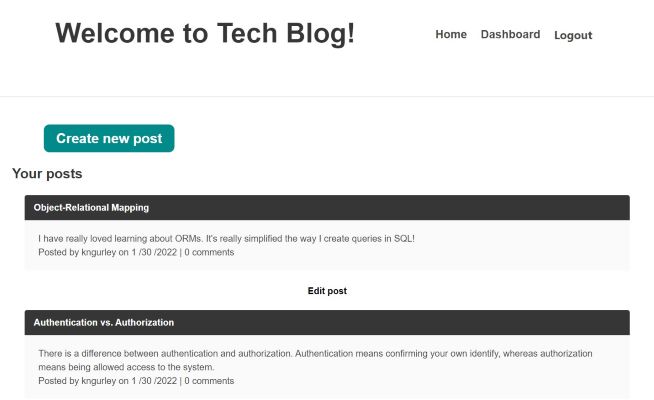 Welcome to Tech Blog!
Home Dashboard Logout
Create new post
Your posts
Object-Relational Mapping
I have really loved learning about ORMs. It's really simplified the way I create queries in SQL!
Posted by kngurley on 1 /30 /2022 | 0 comments
Edit post
Authentication vs. Authorization
There is a difference between authentication and authorization. Authentication means confirming your own identify, whereas authorization
means being allowed access to the system.
Posted by kngurley on 1 /30 /2022 | 0 comments